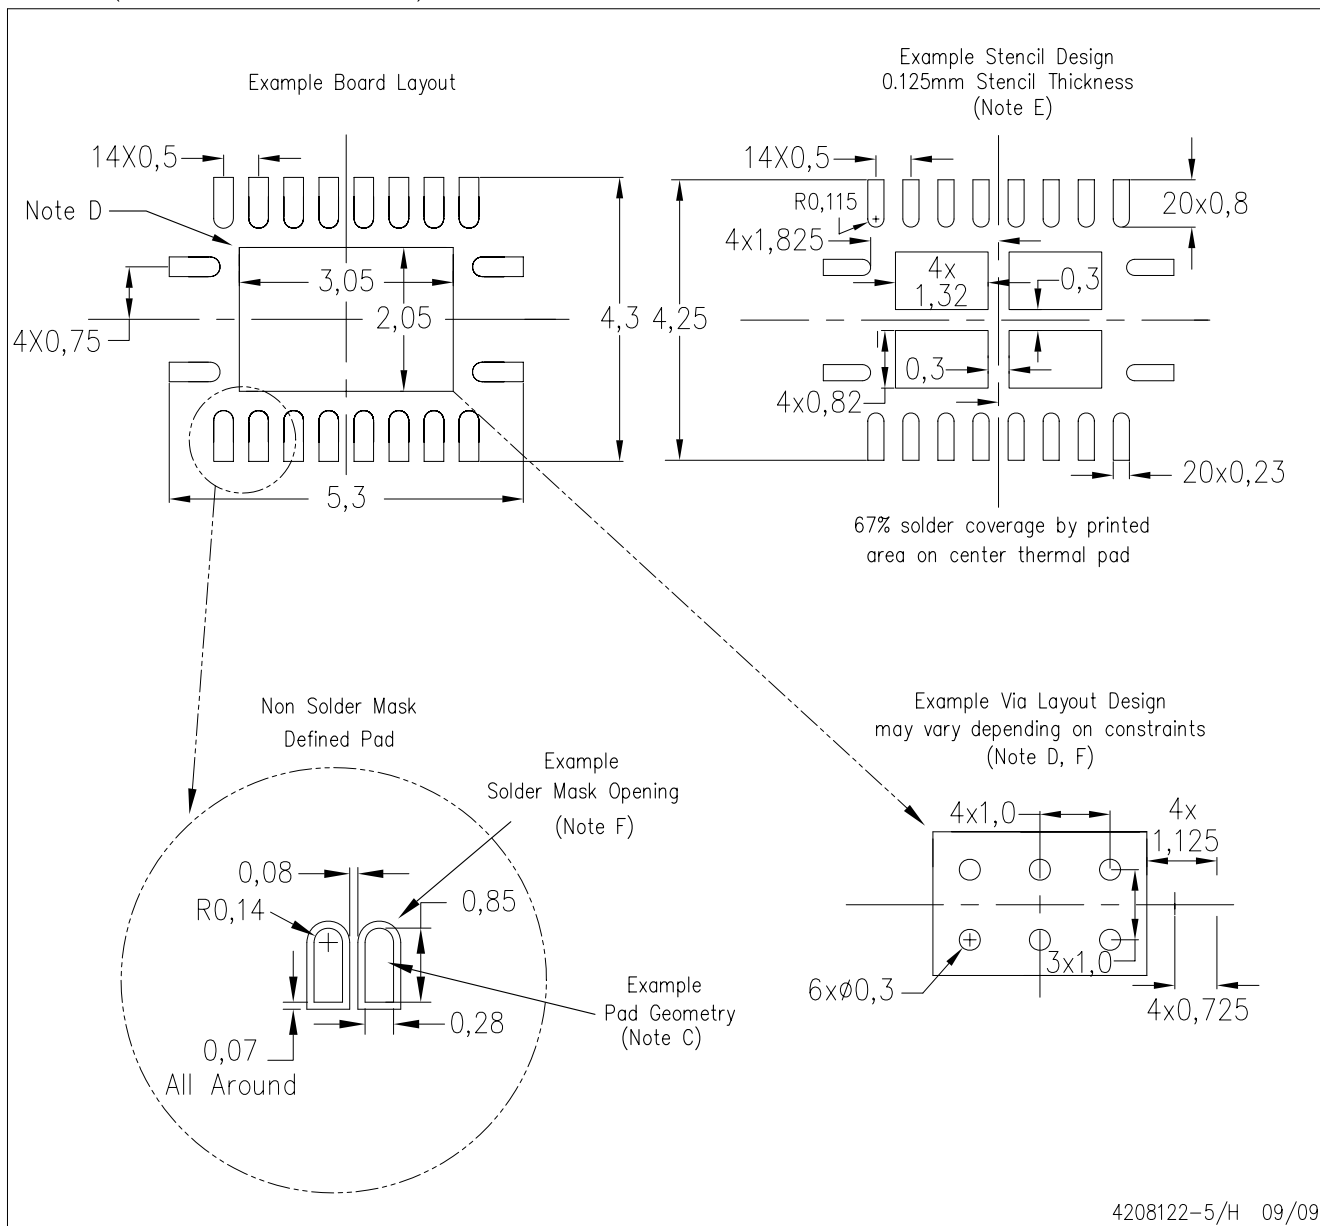 Example Board Layout
14X0,5
Note D
3,05
2,05
4X0,75
4,3
5,3
Example Stencil Design
0.125mm Stencil Thickness
(Note E)
14X0,5
R0,115
20x0,8
4x1,825
4x
1,32
0,3
4,25
0,3
4x0,82
20x0,23
67% solder coverage by printed
area on center thermal pad
Non Solder Mask
Defined Pad
Example
Solder Mask Opening
(Note F)
0,08
R0,14
0,85
Example
Pad Geometry
(Note C)
0,28
0,07
All Around
Example Via Layout Design
may vary depending on constraints
(Note D, F)
4x1,0
4x
1,125
3x1,0
6xø0,3
4x0,725
4208122-5/H 09/09